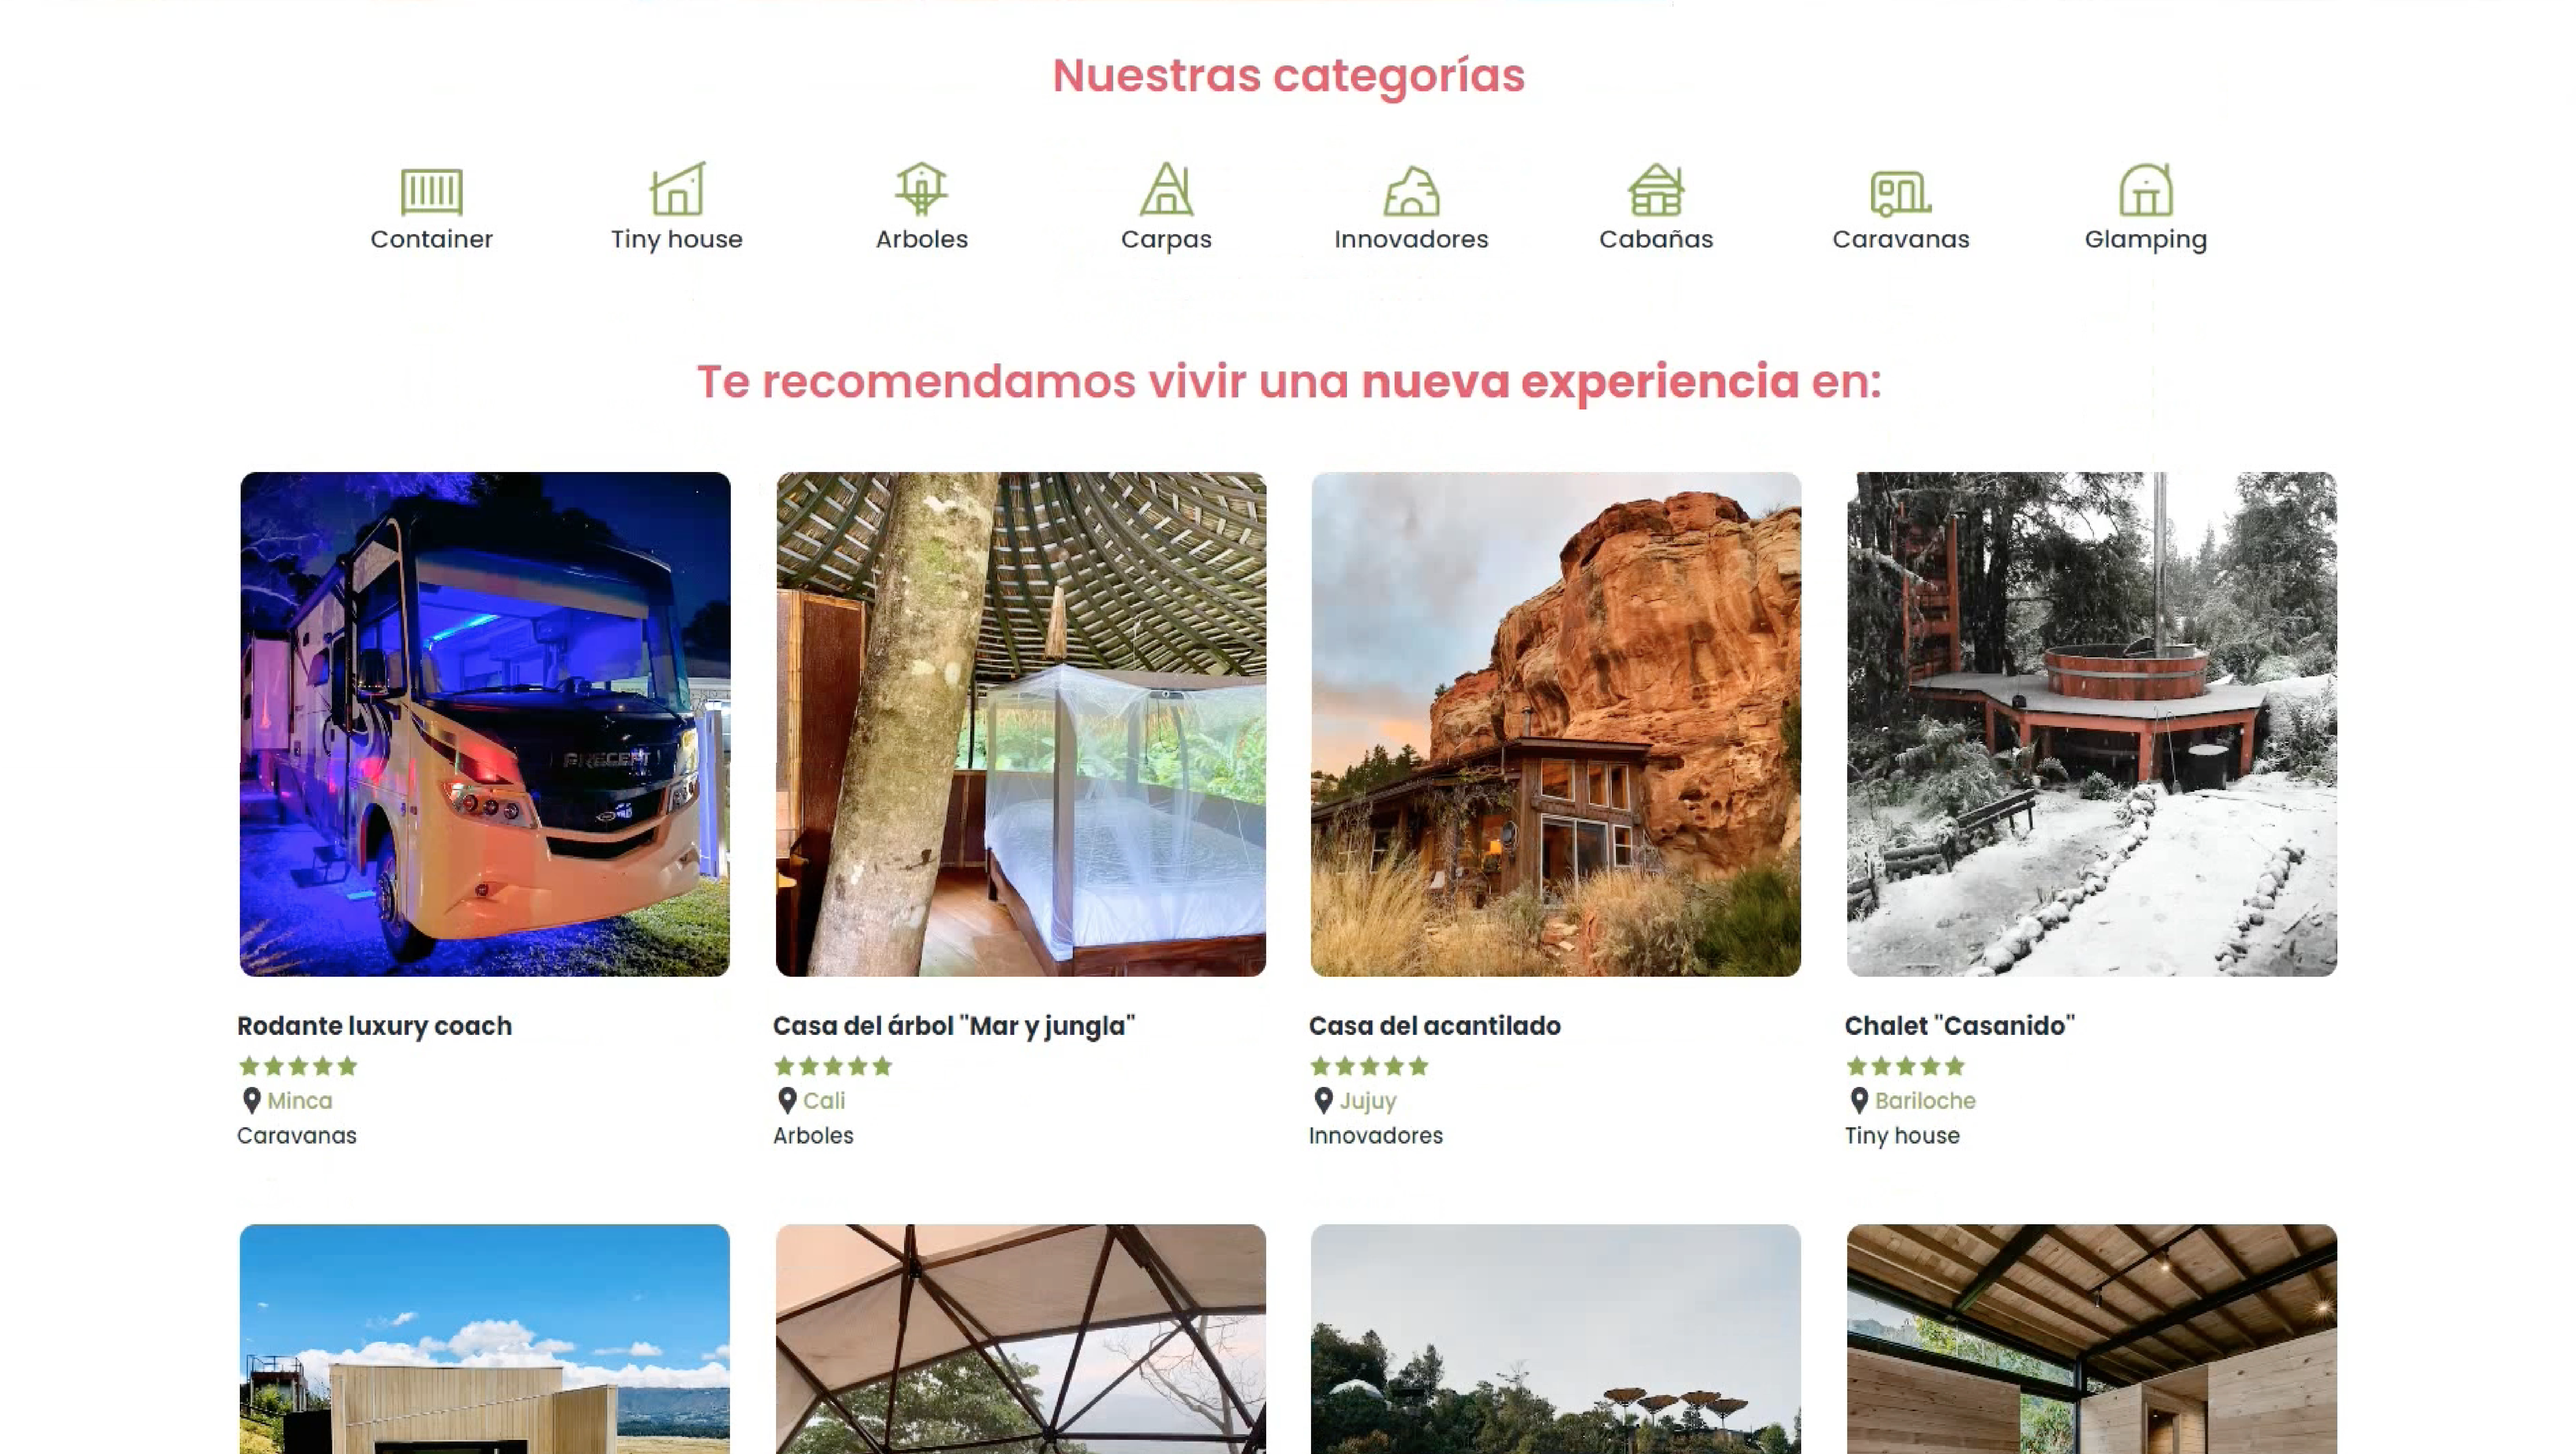 Nuestras categorías
Container
Tiny house
Arboles
Carpas
Innovadores
Cabañas
Caravanas
Glamping
Te recomendamos vivir una nueva experiencia en:
PRECEPT
Rodante luxury coach
Minca
Caravanas
Casa del árbol "Mar y jungla"
Cali
Arboles
Casa del acantilado
Jujuy
Innovadores
Chalet "Casanido"
Bariloche
Tiny house